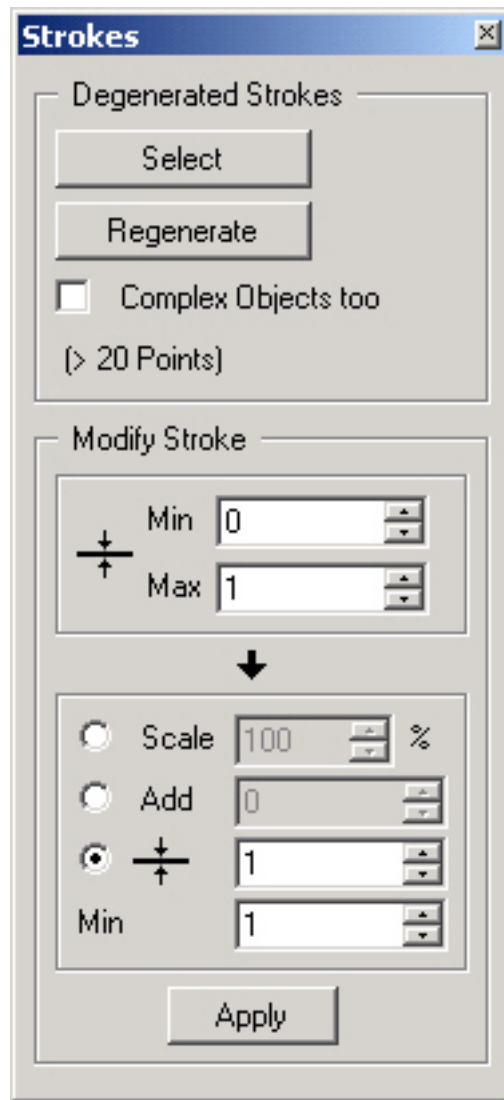 Strokes
Degenerated Strokes
Select
Regenerate
Complex Objects too
(> 20 Points)
Modify Stroke
Min 0
Max 1
Scale 100 %
Add 0
1
Min 1
Apply